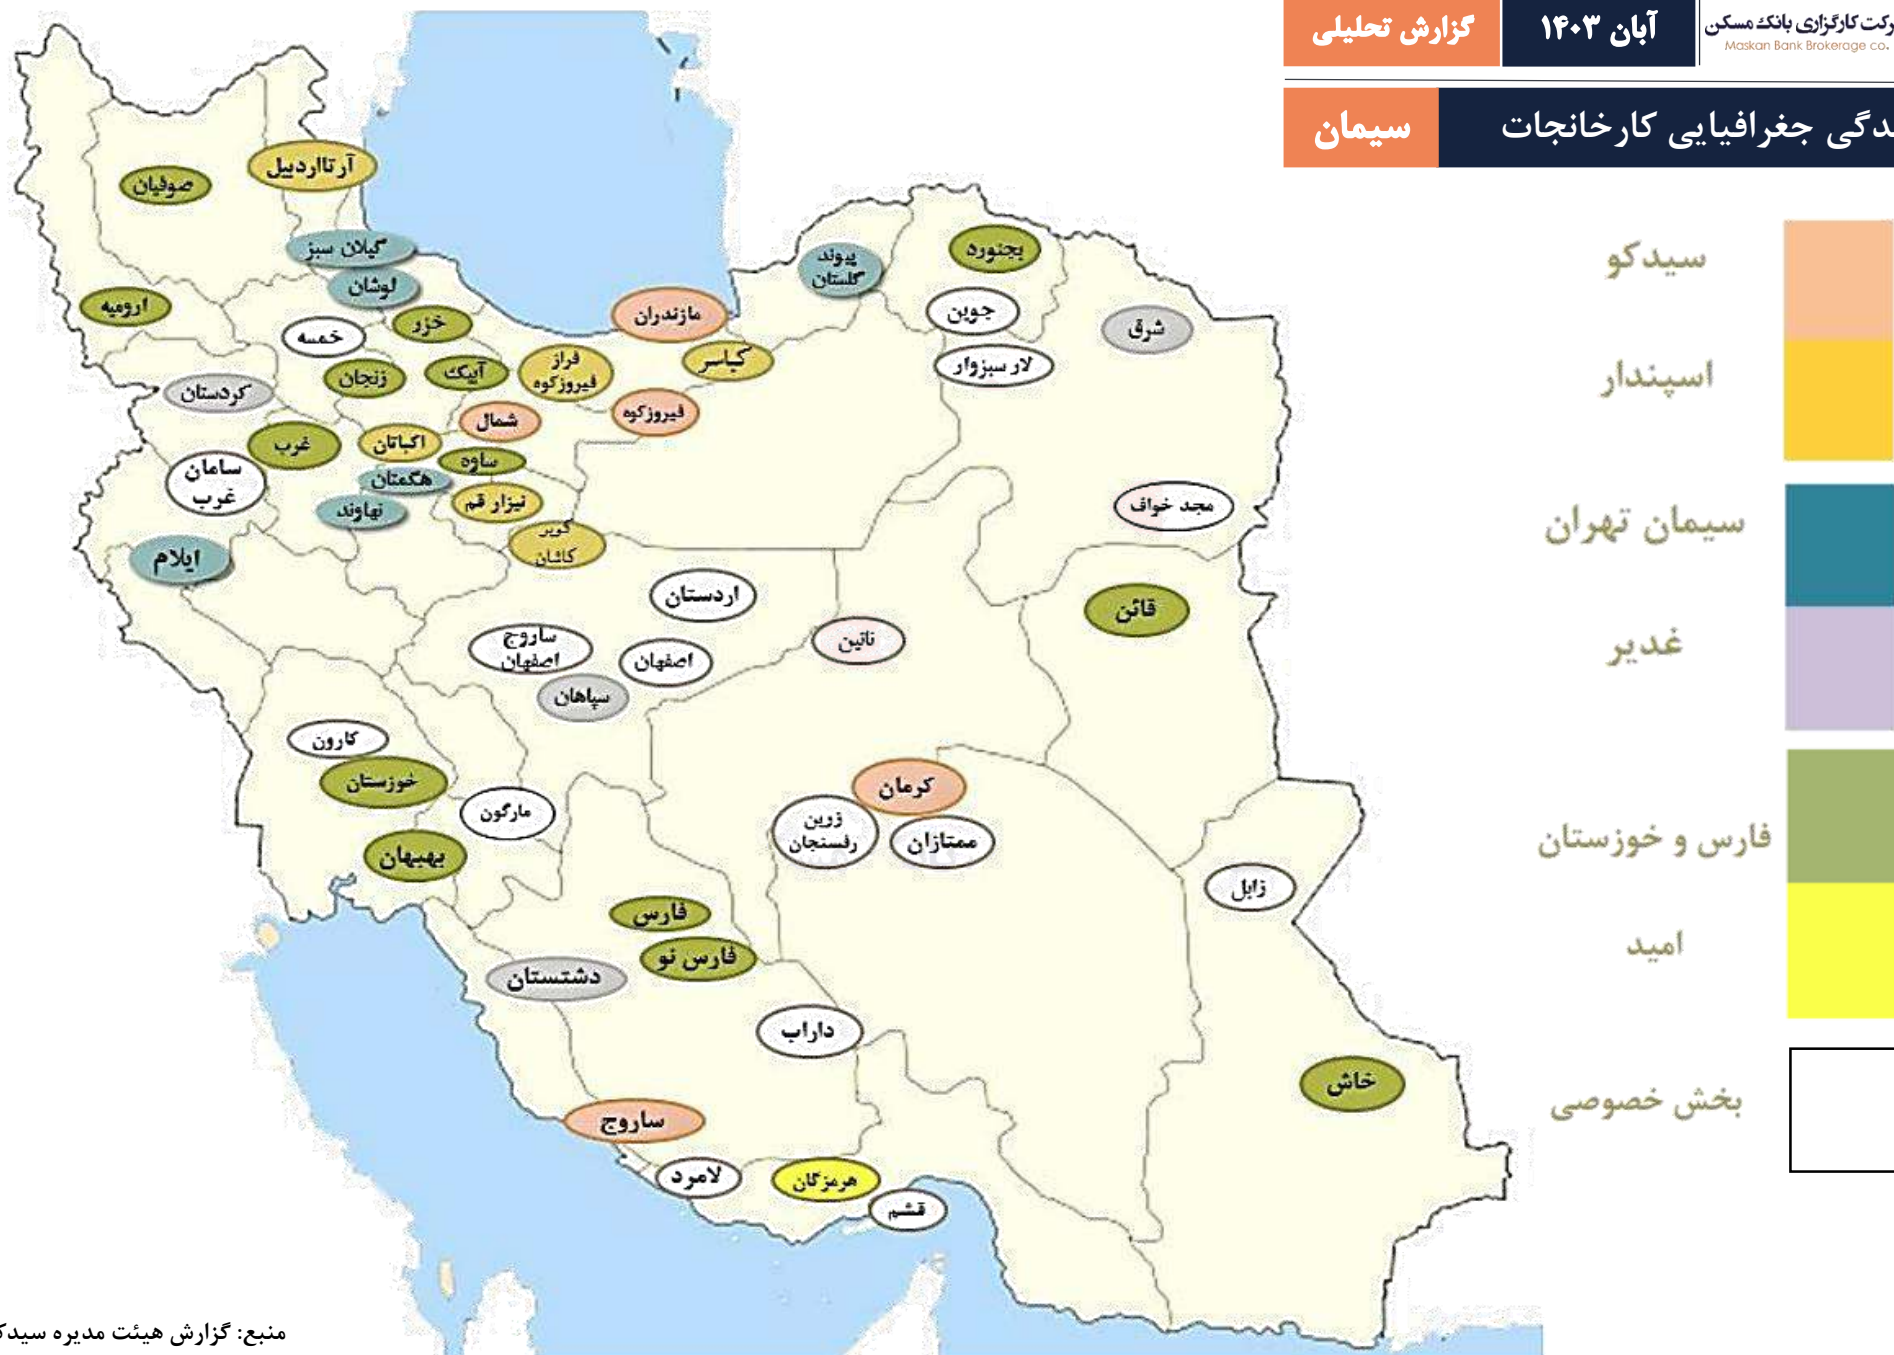 رکت کارگزاری بانک مسکن
Maskan Bank Brokerage co.
آبان ۱۴۰۳
گزارش تحلیلی
ندگی جغرافیایی کارخانجات
سیمان
سیدکو
اسپندار
سیمان تهران
غدیر
فارس و خوزستان
امید
بخش خصوصی
آرتااردبیل
صوفیان
گیلان سبز
بجنورد
پیوند
گلستان
لوشان
ارومیه
جوین
مازندران
خزر
شرق
خمسه
کیاسر
لار سبزوار
فراز
فیروزکوه
آبیک
زنجان
کردستان
فیروزکوه
شمال
اکباتان
غرب
ساوه
سامان
غرب
هگمتان
نیزار قم
نهاوند
مجد خواف
کویر
کاشان
ایلام
اردستان
قائن
نائین
ساروج
اصفهان
اصفهان
سپاهان
کارون
خوزستان
کرمان
مارگون
زرین
رفسنجان
ممتازان
بهبهان
زابل
فارس
فارس نو
دشتستان
داراب
خاش
ساروج
لامرد
هرمزگان
قشم
منبع: گزارش هیئت مدیره سیدک